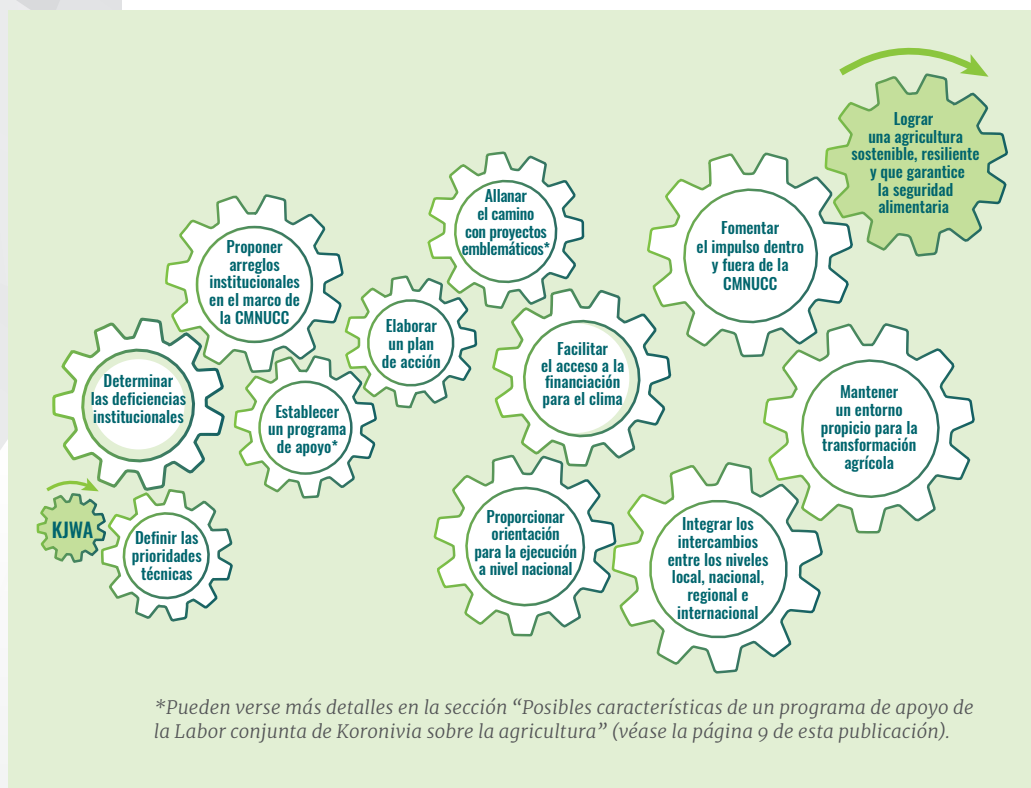 KJWA
Definir las
prioridades
técnicas
Determinar
las deficiencias
institucionales
Proponer
arreglos
institucionales
en el marco de
la CMNUCC
Establecer
un programa
de apoyo*
Elaborar
un plan
de acción
Allanar
el camino
con proyectos
emblemáticos*
Facilitar
el acceso a la
financiación
para el clima
Proporcionar
orientación
para la ejecución
a nivel nacional
Integrar los
intercambios
entre los niveles
local, nacional,
regional e
internacional
Mantener
un entorno
propicio para la
transformación
agrícola
Fomentar
el impulso dentro
y fuera de la
CMNUCC
Lograr
una agricultura
sostenible, resiliente
y que garantice
la seguridad
alimentaria
*Pueden verse más detalles en la sección “Posibles características de un programa de apoyo de
la Labor conjunta de Koronivia sobre la agricultura” (véase la página 9 de esta publicación).